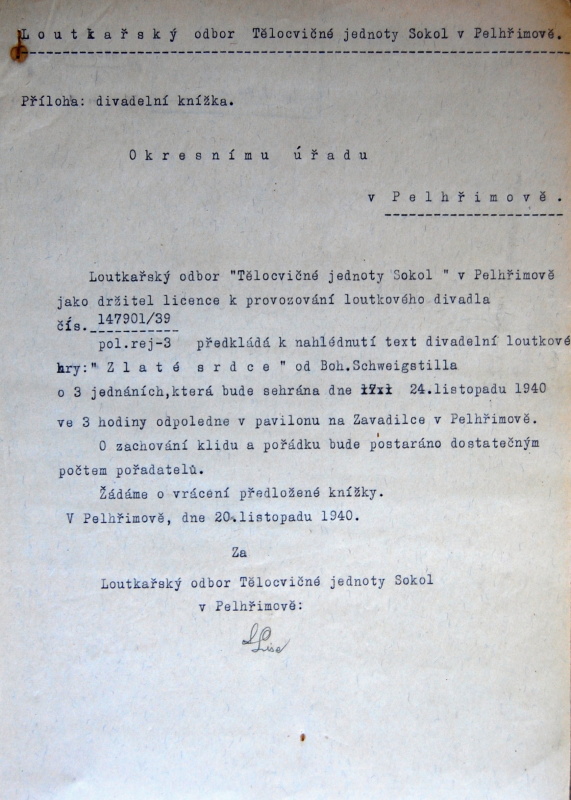 Loutkařský odbor Tělocvičné jednoty Sokol v Pelhřimově.
Příloha: divadelní knížka.
Okresnímu úřadu
v Pelhřimově.
Loutkařský odbor "Tělocvičné jednoty Sokol " v Pelhřimově
jako držitel licence k provozování loutkového divadla
čís. 147901/39
pol.rej-3 předkládá k nahlédnutí text divadelní loutkové
hry:" Zlaté srdce " od Boh.Schweigstilla
o 3 jednáních,která bude sehrána dne 24.listopadu 1940
ve 3 hodiny odpoledne v pavilonu na Zavadilce v Pelhřimově.
O zachování klidu a pořádku bude postaráno dostatečným
počtem pořadatelů.
Žádáme o vrácení předložené knížky.
V Pelhřimově, dne 20.listopadu 1940.
Za
Loutkařský odbor Tělocvičné jednoty Sokol
v Pelhřimově: